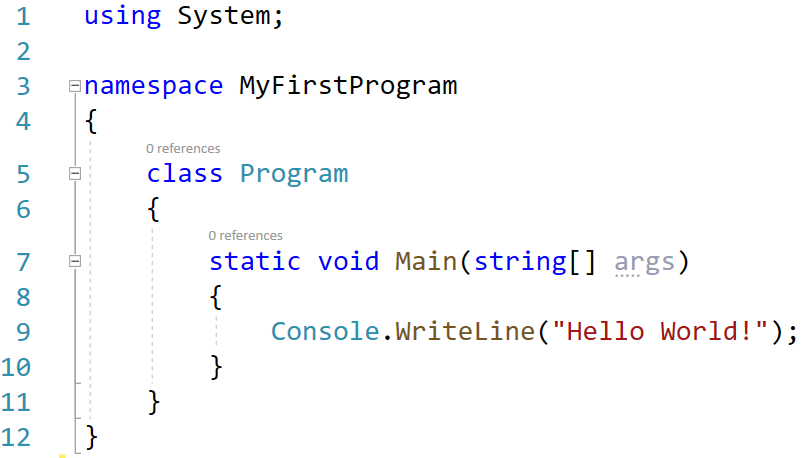 1 using System;
2
3 namespace MyFirstProgram
4 {
0 references
5 class Program
6 {
0 references
7 static void Main(string[] args)
8 {
9 Console.WriteLine("Hello World!");
10 }
11 }
12 }